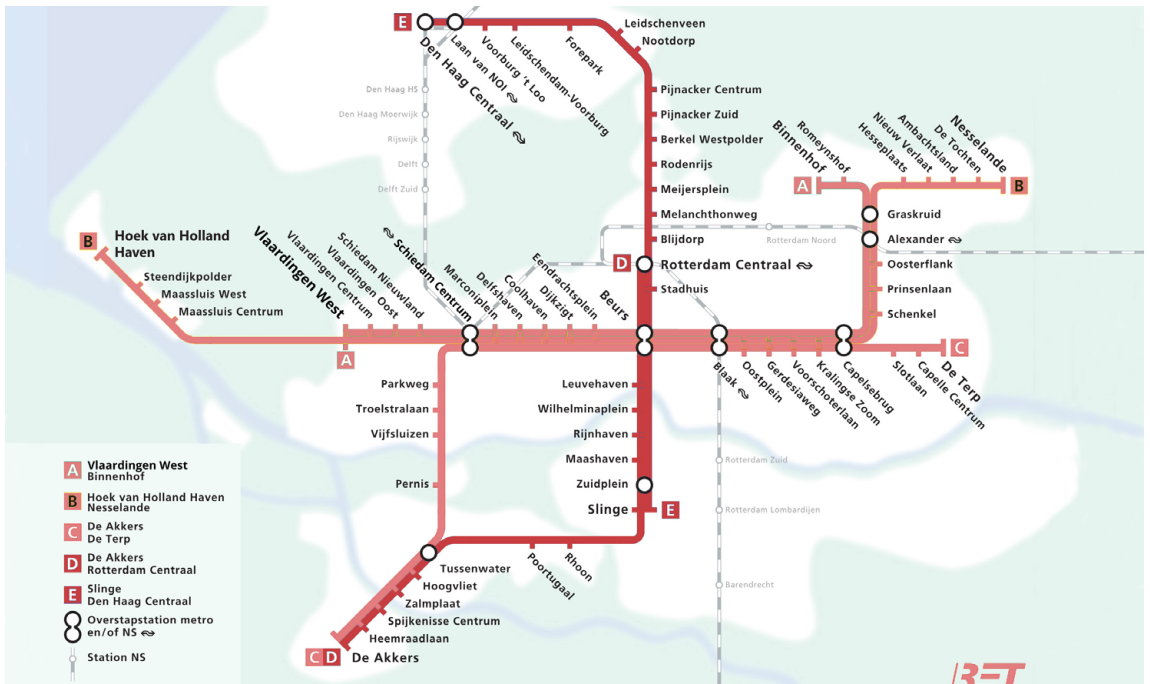 E
Den Haag Centraal
Laan van NOI
Voorburg 't Loo
Leidschendam-Voorburg
Forepark
Leidschenveen
Nootdorp
Pijnacker Centrum
Pijnacker Zuid
Berkel Westpolder
Rodenrijs
Meijersplein
Melanchthonweg
Blijdorp
D
Rotterdam Centraal
Stadhuis
Beurs
Den Haag HS
Den Haag Moerwijk
Rijswijk
Delft
Delft Zuid
Rotterdam Noord
A
Binnenhof
Romeynshof
Hesseplaats
Nieuw Verlaat
Ambachtsland
De Tochten
Nesselande
B
Graskruid
Alexander
Oosterflank
Prinsenlaan
Schenkel
B
Hoek van Holland
Haven
Steendijkpolder
Maassluis West
Maassluis Centrum
Vlaardingen West
Vlaardingen Centrum
Vlaardingen Oost
Schiedam Nieuwland
Schiedam Centrum
Marconiplein
Delfshaven
Coolhaven
Dijkzigt
Eendrachtsplein
A
Blaak
Oostplein
Gerdesiaweg
Voorschoterlaan
Kralingse Zoom
Capelsebrug
Slotlaan
Capelle Centrum
De Terp
C
Parkweg
Troelstralaan
Vijfsluizen
Pernis
Leuvehaven
Wilhelminaplein
Rijnhaven
Maashaven
Zuidplein
Slinge
E
Rotterdam Zuid
Rotterdam Lombardijen
Barendrecht
Tussenwater
Hoogvliet
Zalmplaat
Spijkenisse Centrum
Heemraadlaan
C D De Akkers
Poortugaal
Rhoon
A Vlaardingen West
Binnenhof
B Hoek van Holland Haven
Nesselande
C De Akkers
De Terp
D De Akkers
Rotterdam Centraal
E Slinge
Den Haag Centraal
Overstapstation metro
en/of NS
Station NS